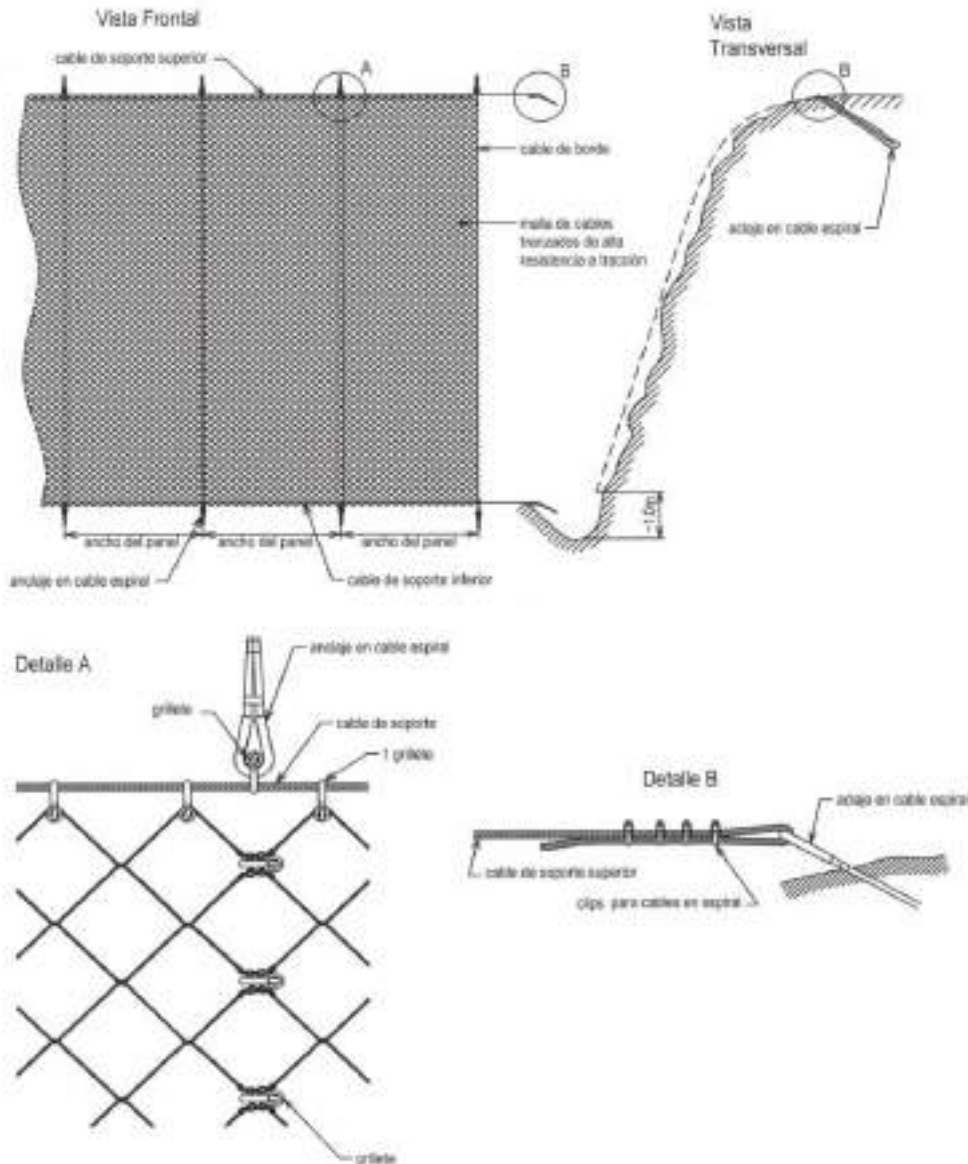 Vista Frontal
cable de soporte superior
A
B
cable de borde
malla de cables
trenzados de alta
resistencia a tracción
ancho del panel
ancho del panel
ancho del panel
anclaje en cable espiral
cable de soporte inferior
Vista
Transversal
B
aclaje en cable espiral
~1.0m
Detalle A
anclaje en cable espiral
grillete
cable de soporte
1 grillete
grillete
Detalle B
aclaje en cable espiral
cable de soporte superior
clips para cables en espiral